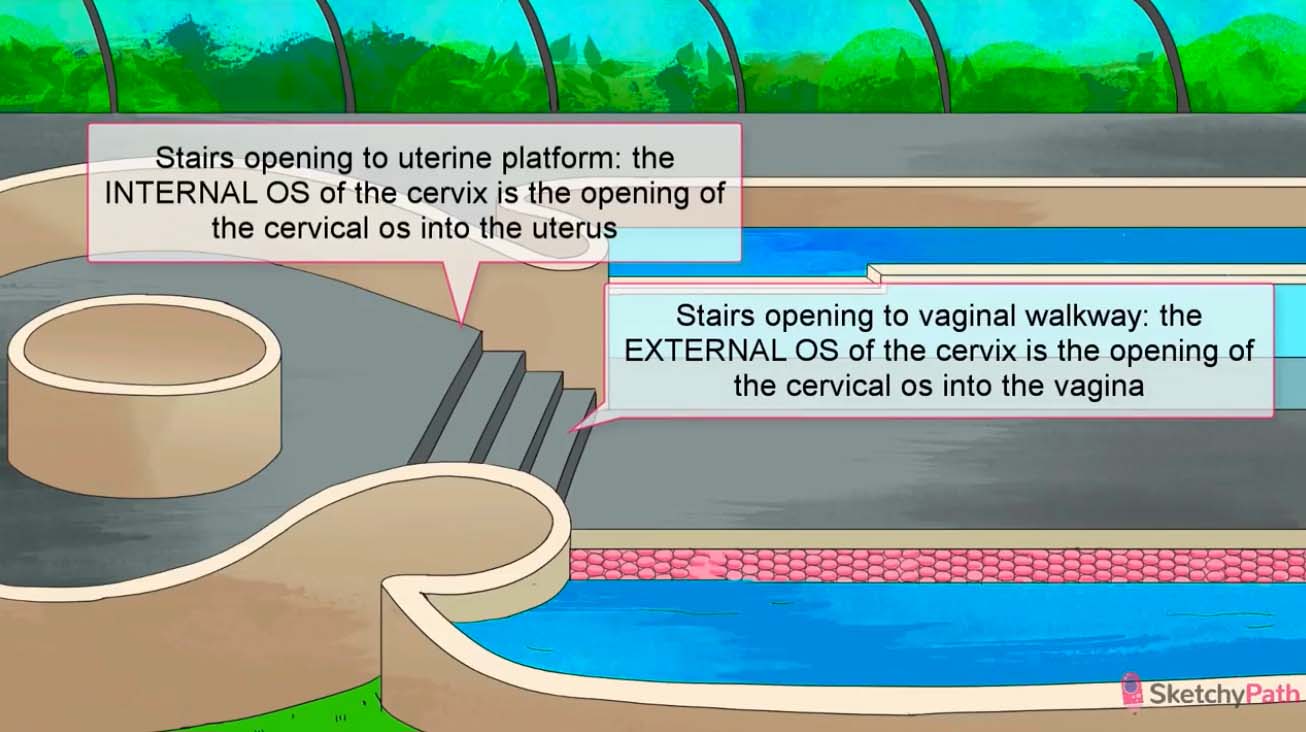 Stairs opening to uterine platform: the
INTERNAL OS of the cervix is the opening of
the cervical os into the uterus
Stairs opening to vaginal walkway: the
EXTERNAL OS of the cervix is the opening of
the cervical os into the vagina
SketchyPath